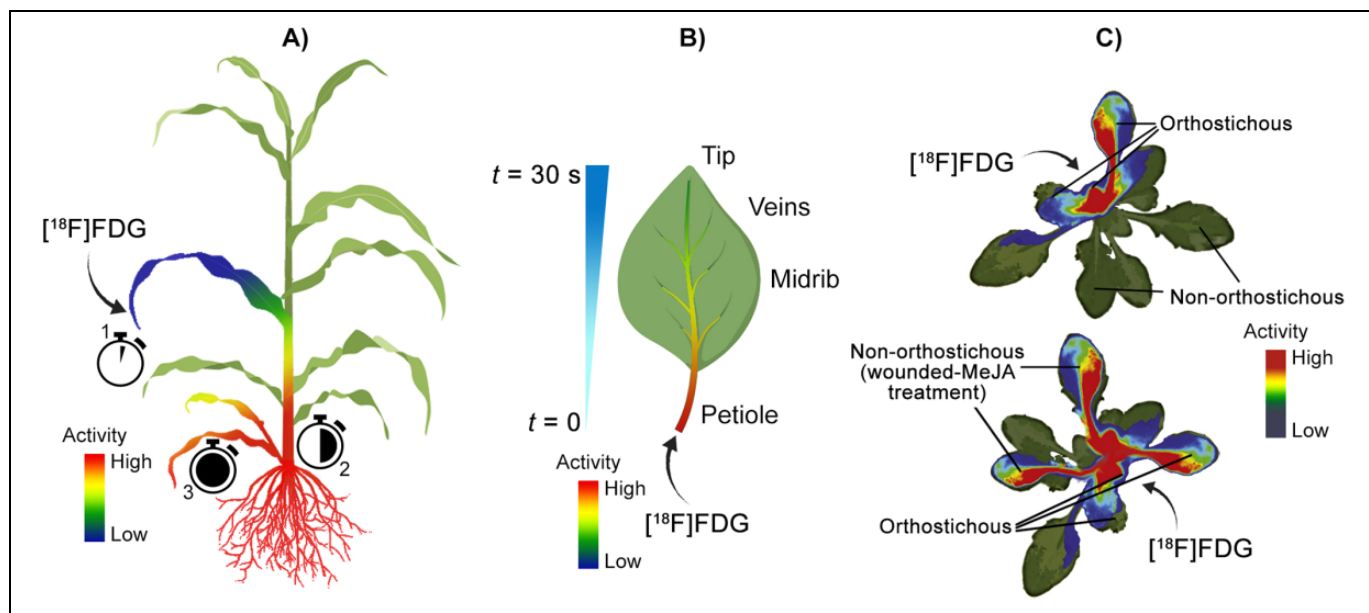 A)
[¹⁸F]FDG
1
2
3
Activity
High
Low
B)
t = 30 s
t = 0
Tip
Veins
Midrib
Petiole
Activity
High
Low
[¹⁸F]FDG
C)
Orthostichous
[¹⁸F]FDG
Non-orthostichous
Activity
High
Low
Non-orthostichous
(wounded-MeJA
treatment)
Orthostichous
[¹⁸F]FDG